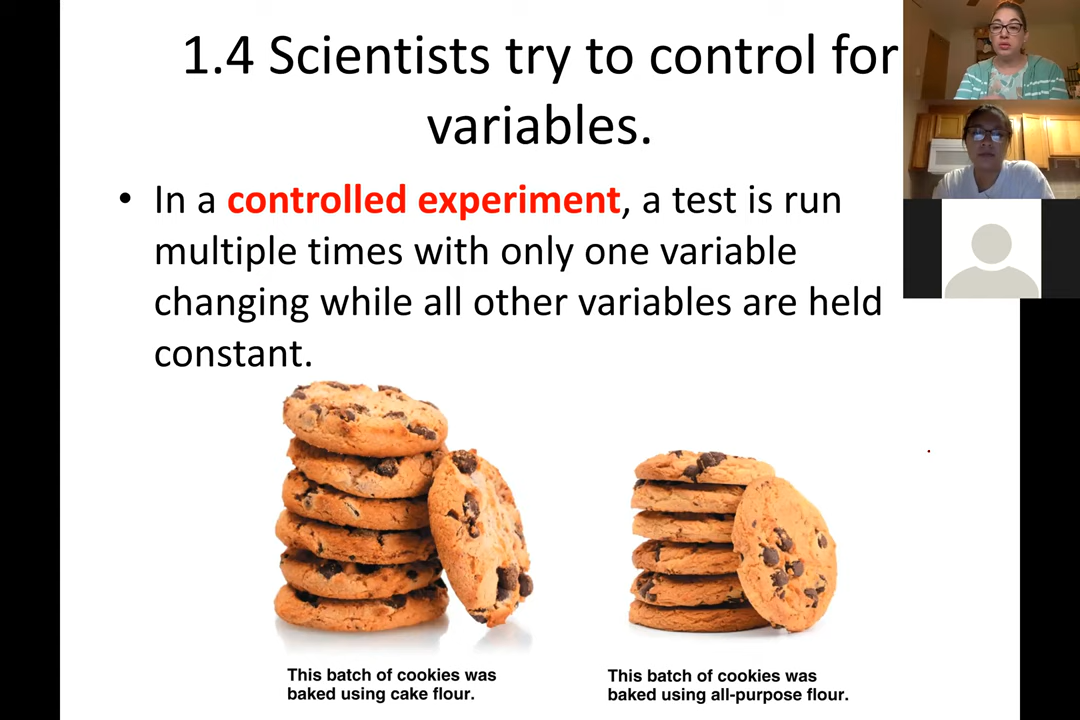 1.4 Scientists try to control for
variables.
• In a controlled experiment, a test is run
multiple times with only one variable
changing while all other variables are held
constant.
This batch of cookies was
baked using cake flour.
This batch of cookies was
baked using all-purpose flour.